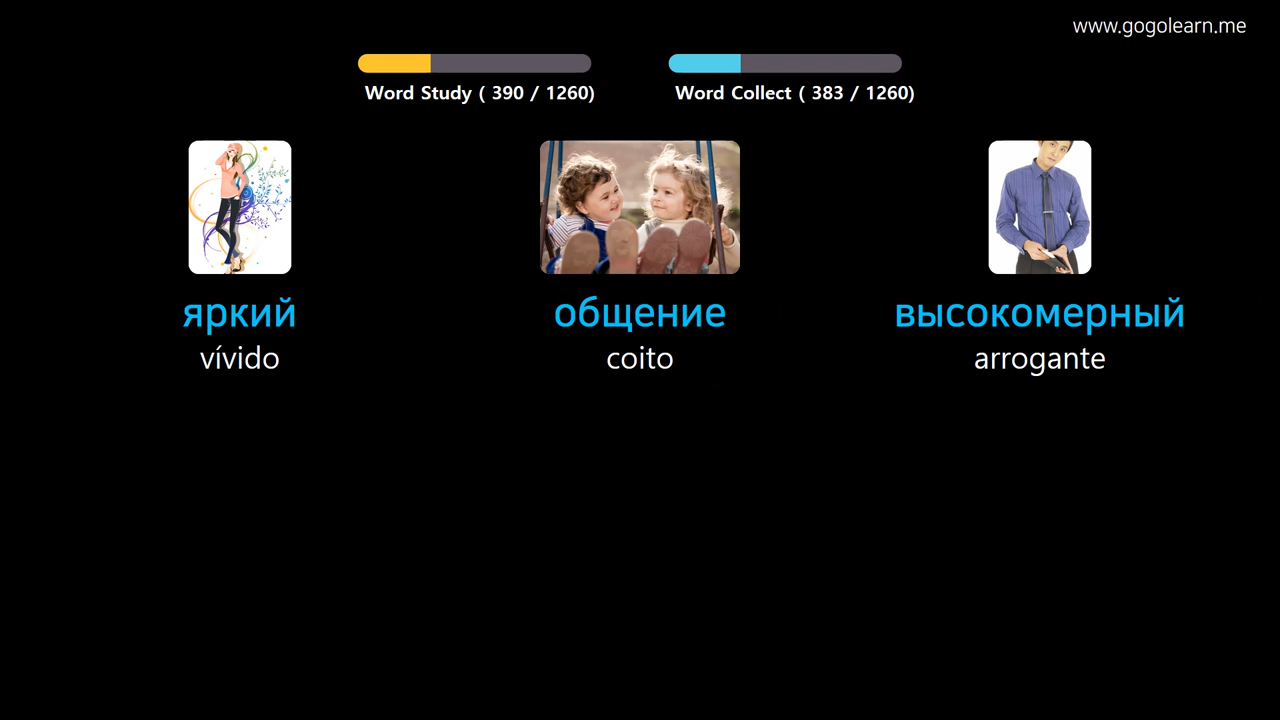 www.gogolearn.me
Word Study ( 390 / 1260)
Word Collect ( 383 / 1260)
яркий
общение
высокомерный
vívido
coito
arrogante